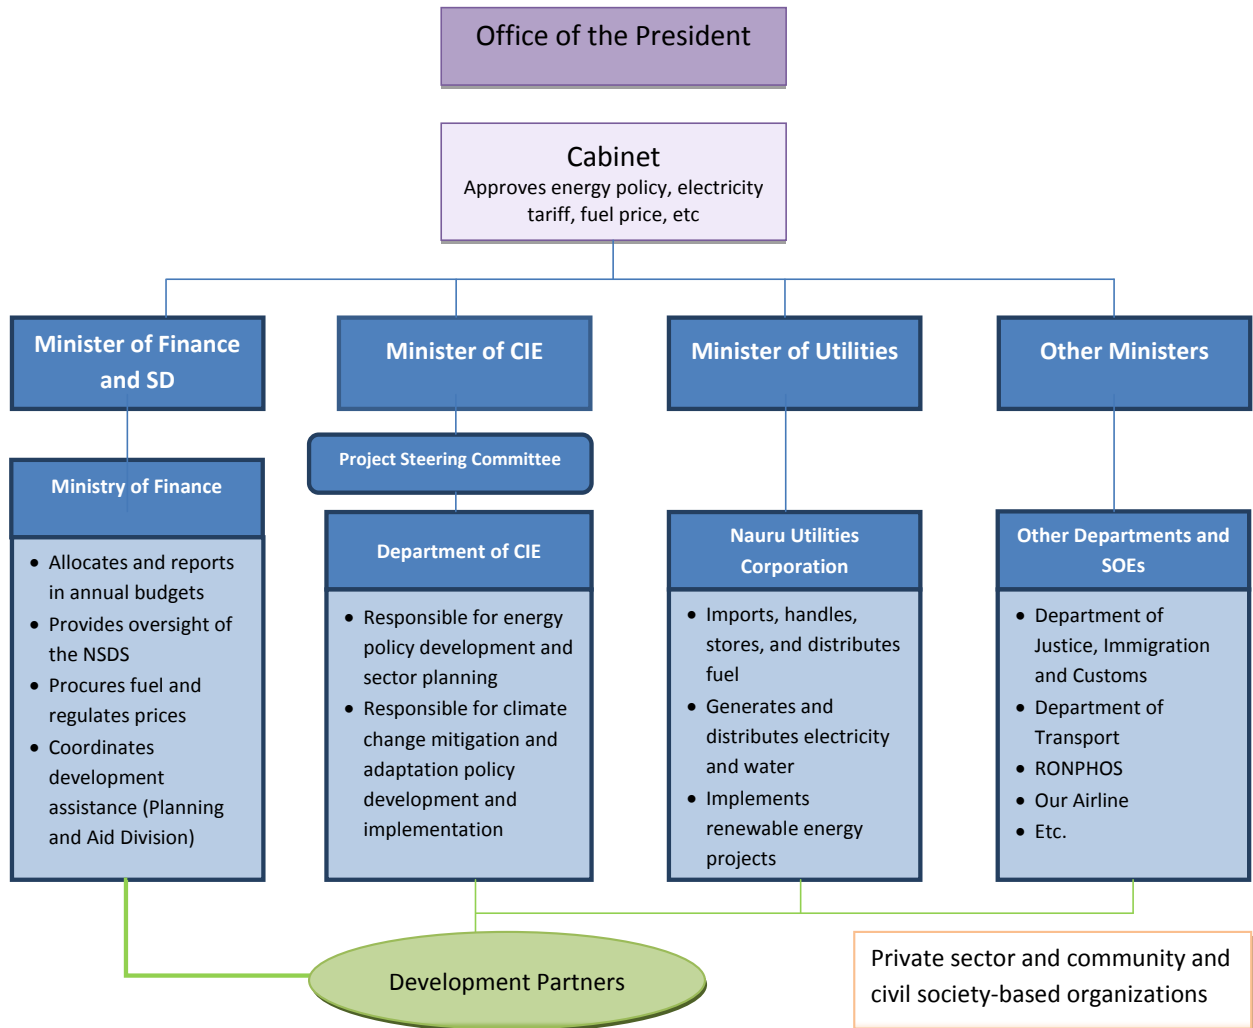 Office of the President
Cabinet
Approves energy policy, electricity
tariff, fuel price, etc
Minister of Finance
and SD
Minister of CIE
Minister of Utilities
Other Ministers
Project Steering Committee
Ministry of Finance
• Allocates and reports
in annual budgets
• Provides oversight of
the NSDS
• Procures fuel and
regulates prices
• Coordinates
development
assistance (Planning
and Aid Division)
Department of CIE
• Responsible for energy
policy development and
sector planning
• Responsible for climate
change mitigation and
adaptation policy
development and
implementation
Nauru Utilities
Corporation
• Imports, handles,
stores, and distributes
fuel
• Generates and
distributes electricity
and water
• Implements
renewable energy
projects
Other Departments and
SOEs
• Department of
Justice, Immigration
and Customs
• Department of
Transport
• RONPHOS
• Our Airline
• Etc.
Development Partners
Private sector and community and
civil society-based organizations